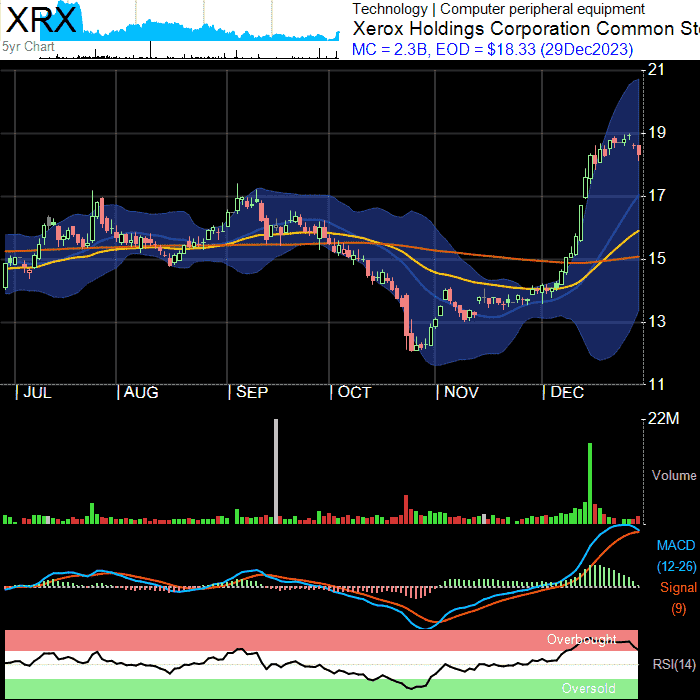 XRX
5yr Chart
Technology | Computer peripheral equipment
Xerox Holdings Corporation Common Sto
MC = 2.3B, EOD = $18.33 (29Dec2023)
21
19
17
15
13
11
JUL AUG SEP OCT NOV DEC
22M
Volume
MACD
(12-26)
Signal
(9)
Overbought
RSI(14)
Oversold